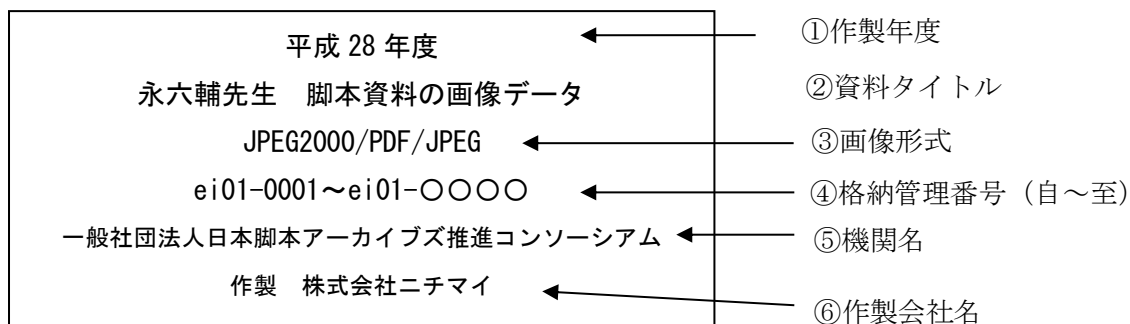 平成 28 年度
①作製年度
永六輔先生　脚本資料の画像データ
②資料タイトル
JPEG2000/PDF/JPEG
③画像形式
ei01-0001～ei01-○○○○
④格納管理番号（自～至）
一般社団法人日本脚本アーカイブズ推進コンソーシアム
⑤機関名
作製　株式会社ニチマイ
⑥作製会社名